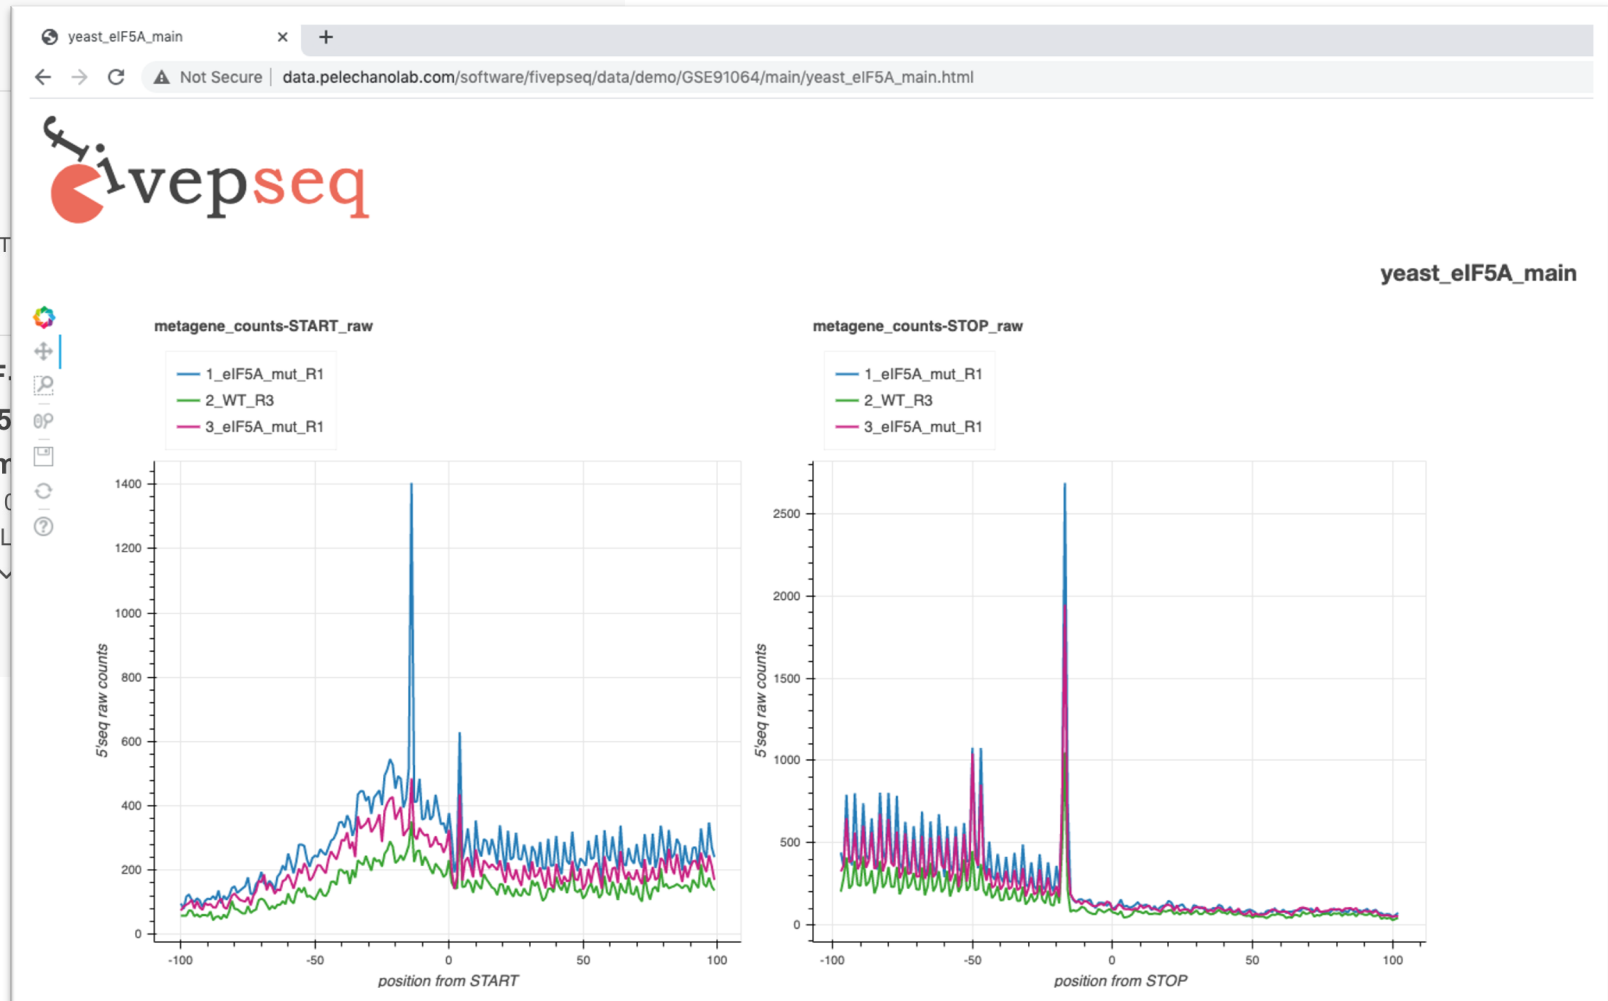 yeast_eIF5A_main
Not Secure | data.pelechanolab.com/software/fivepseq/data/demo/GSE91064/main/yeast_eIF5A_main.html
fivepseq
yeast_eIF5A_main
metagene_counts-START_raw
1_eIF5A_mut_R1
2_WT_R3
3_eIF5A_mut_R1
1400
1200
1000
800
600
400
200
0
5'seq raw counts
-100 -50 0 50 100
position from START
metagene_counts-STOP_raw
1_eIF5A_mut_R1
2_WT_R3
3_eIF5A_mut_R1
2500
2000
1500
1000
500
0
5'seq raw counts
-100 -50 0 50 100
position from STOP